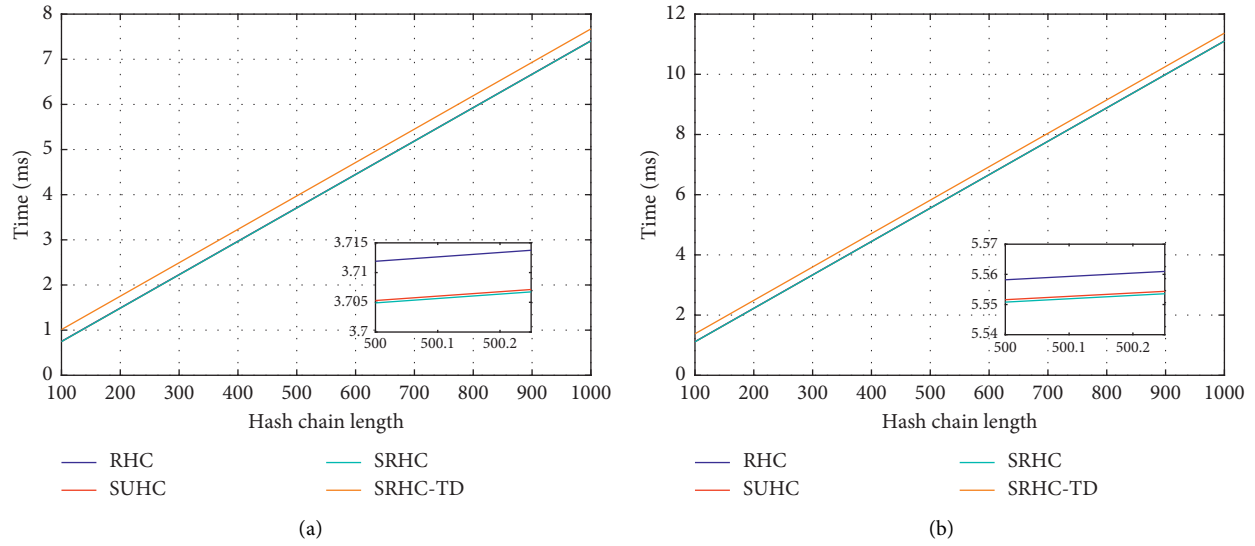 8
7
6
5
4
3
2
1
0
Time (ms)
3.715
3.71
3.705
3.7
500 500.1 500.2
100 200 300 400 500 600 700 800 900 1000
Hash chain length
RHC SRHC
SUHC SRHC-TD
(a)
12
10
8
6
4
2
0
Time (ms)
5.57
5.56
5.55
5.54
500 500.1 500.2
100 200 300 400 500 600 700 800 900 1000
Hash chain length
RHC SRHC
SUHC SRHC-TD
(b)